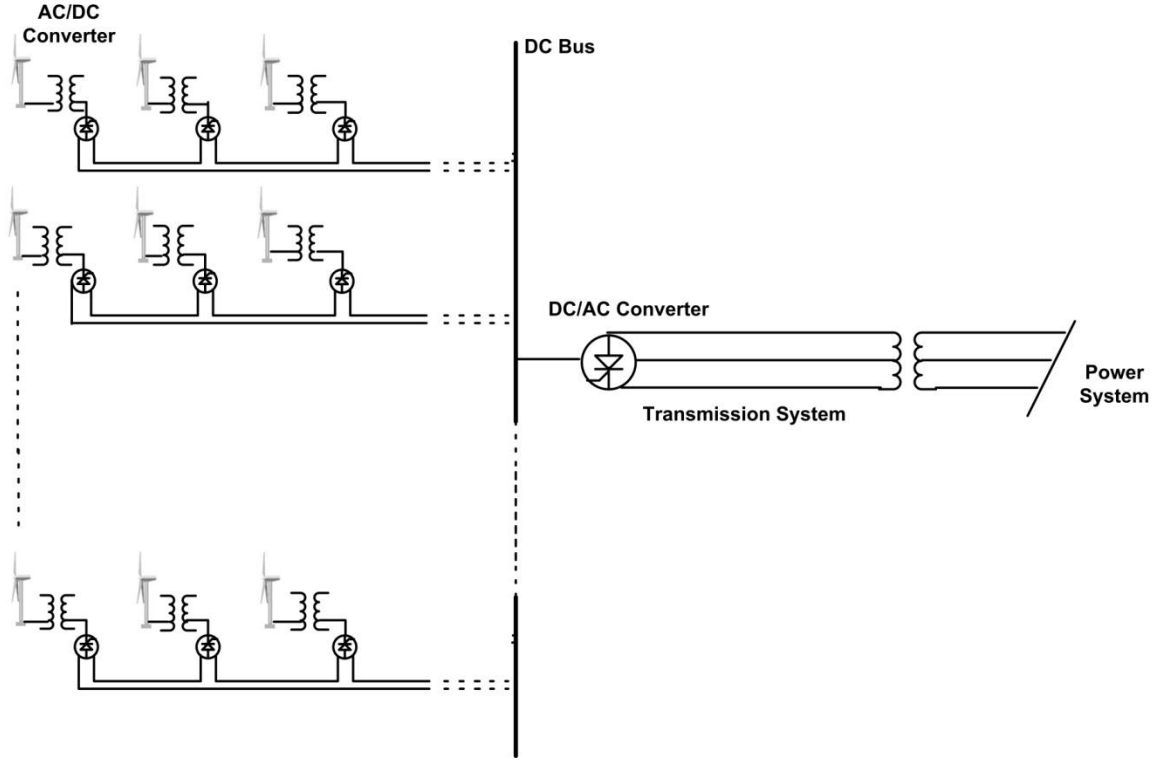 AC/DC
Converter
DC Bus
DC/AC Converter
Transmission System
Power
System